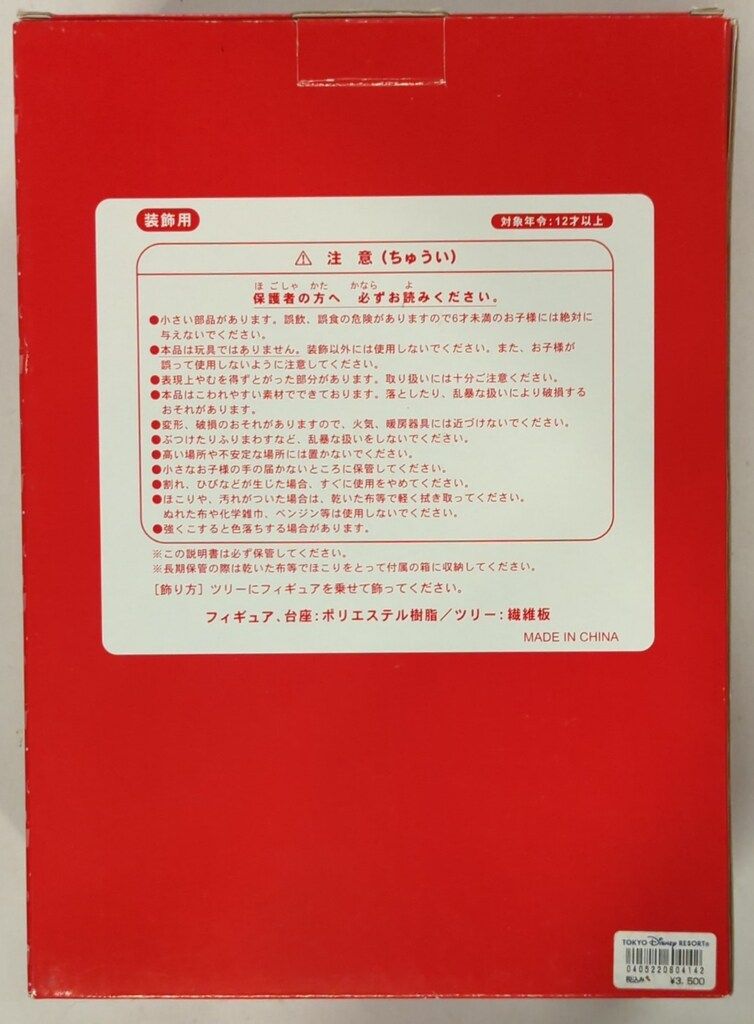 装飾用
対象年令:12才以上
⚠ 注 意 (ちゅうい)
ほごしゃ かた かなら よ
保護者の方へ 必ずお読みください。
●小さい部品があります。誤飲、誤食の危険がありますので6才未満のお子様には絶対に
与えないでください。
●本品は玩具ではありません。装飾以外には使用しないでください。また、お子様が
誤って使用しないように注意してください。
●表現上やむを得ずとがった部分があります。取り扱いには十分ご注意ください。
●本品はこわれやすい素材でできております。落としたり、乱暴な扱いにより破損する
おそれがあります。
●変形、破損のおそれがありますので、火気、暖房器具には近づけないでください。
●ぶつけたりふりまわすなど、乱暴な扱いをしないでください。
●高い場所や不安定な場所には置かないでください。
●小さなお子様の手の届かないところに保管してください。
●割れ、ひびなどが生じた場合、すぐに使用をやめてください。
●ほこりや、汚れがついた場合は、乾いた布等で軽く拭き取ってください。
ぬれた布や化学雑巾、ベンジン等は使用しないでください。
●強くこすると色落ちする場合があります。
※この説明書は必ず保管してください。
※長期保管の際は乾いた布等でほこりをとって付属の箱に収納してください。
[飾り方] ツリーにフィギュアを乗せて飾ってください。
フィギュア、台座:ポリエステル樹脂/ツリー:繊維板
MADE IN CHINA
TOKYO Disney RESORT®
0405220804142
税込み ¥3,500